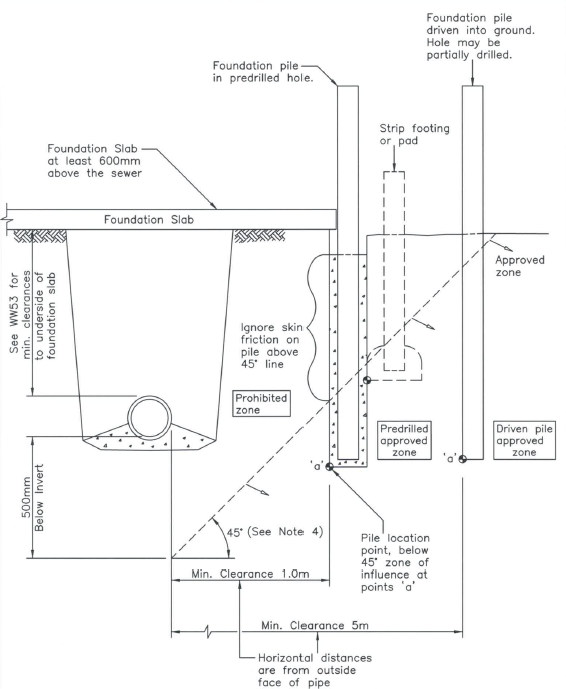 Foundation pile
driven into ground.
Hole may be
partially drilled.
Foundation pile
in predrilled hole.
Strip footing
or pad
Foundation Slab
at least 600mm
above the sewer
Foundation Slab
See WW53 for
min. clearances
to underside of
foundation slab
Approved
zone
Ignore skin
friction on
pile above
45° line
Prohibited
zone
Predrilled
approved
zone
Driven pile
approved
zone
'a'
'a'
500mm
Below Invert
45° (See Note 4)
Pile location
point, below
45° zone of
influence at
points 'a'
Min. Clearance 1.0m
Min. Clearance 5m
Horizontal distances
are from outside
face of pipe